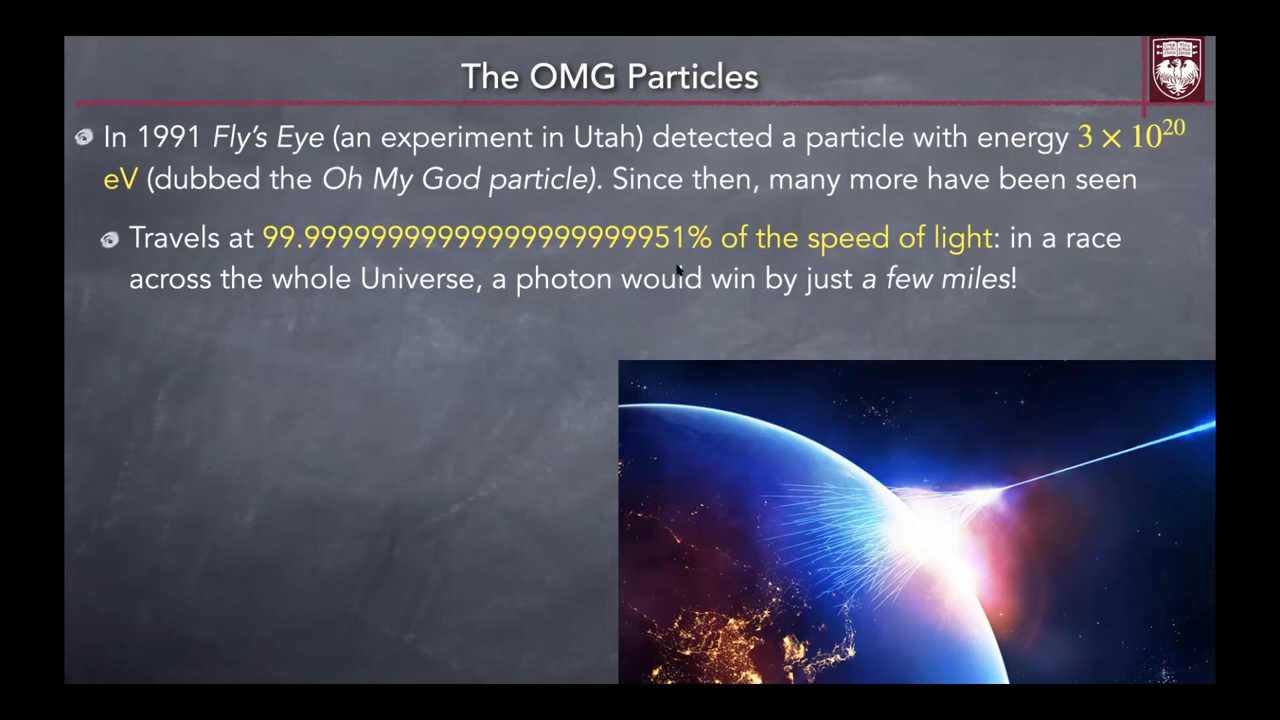 The OMG Particles
In 1991 Fly's Eye (an experiment in Utah) detected a particle with energy 3 × 10²⁰
eV (dubbed the Oh My God particle). Since then, many more have been seen
Travels at 99.99999999999999999999951% of the speed of light: in a race
across the whole Universe, a photon would win by just a few miles!